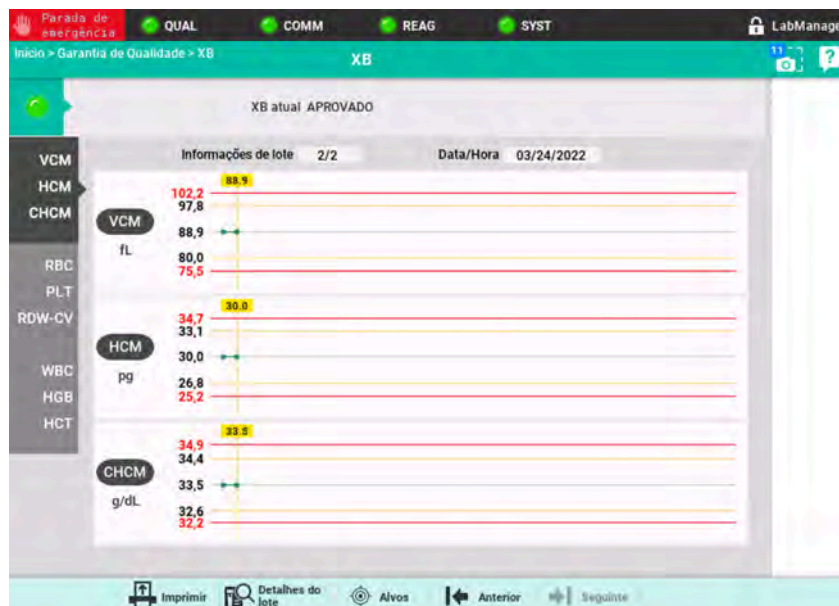 Parada de emergência
QUAL
COMM
REAG
SYST
LabManage
Início > Garantia de Qualidade > XB
XB
11
?
XB atual APROVADO
Informações de lote 2/2
Data/Hora 03/24/2022
VCM
HCM
CHCM
RBC
PLT
RDW-CV
WBC
HGB
HCT
VCM
fL
88.9
102,2
97,8
88,9
80,0
75,5
HCM
pg
30.0
34,7
33,1
30,0
26,8
25,2
CHCM
g/dL
33.5
34,9
34,4
33,5
32,6
32,2
Imprimir
Detalhes do lote
Alvos
Anterior
Seguinte